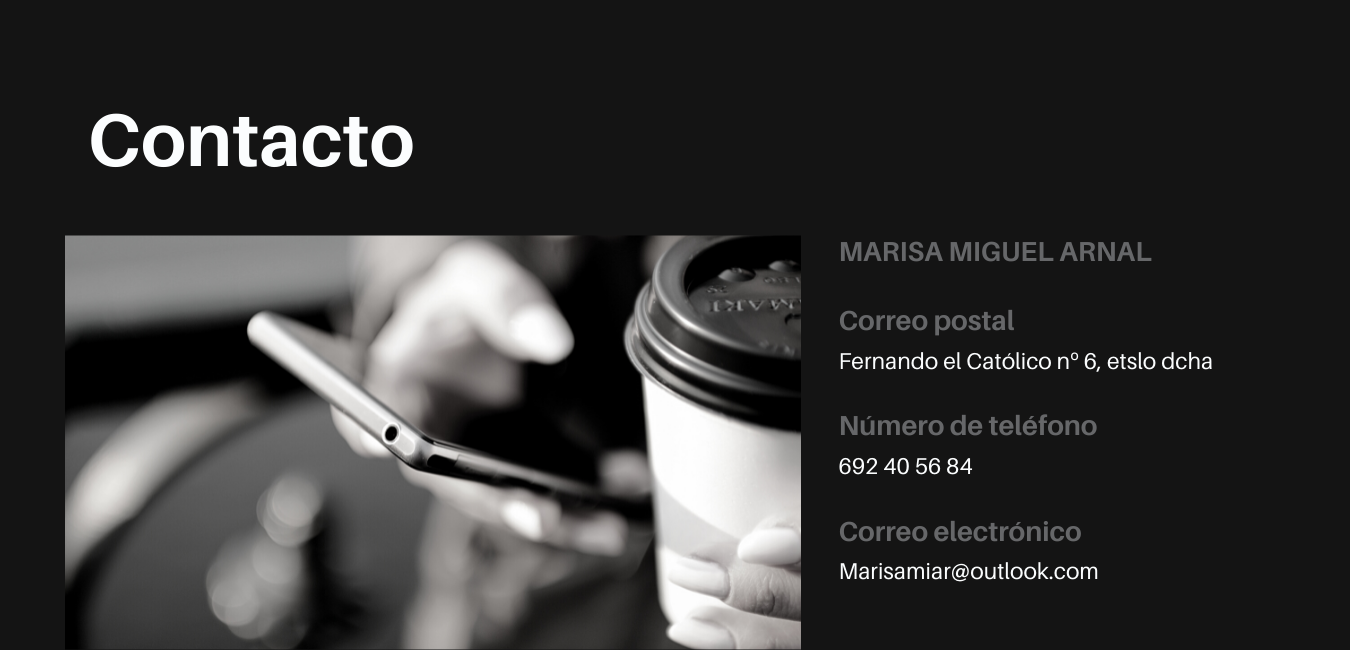 Contacto
MARISA MIGUEL ARNAL
Correo postal
Fernando el Católico nº 6, etslo dcha
Número de teléfono
692 40 56 84
Correo electrónico
Marisamiar@outlook.com